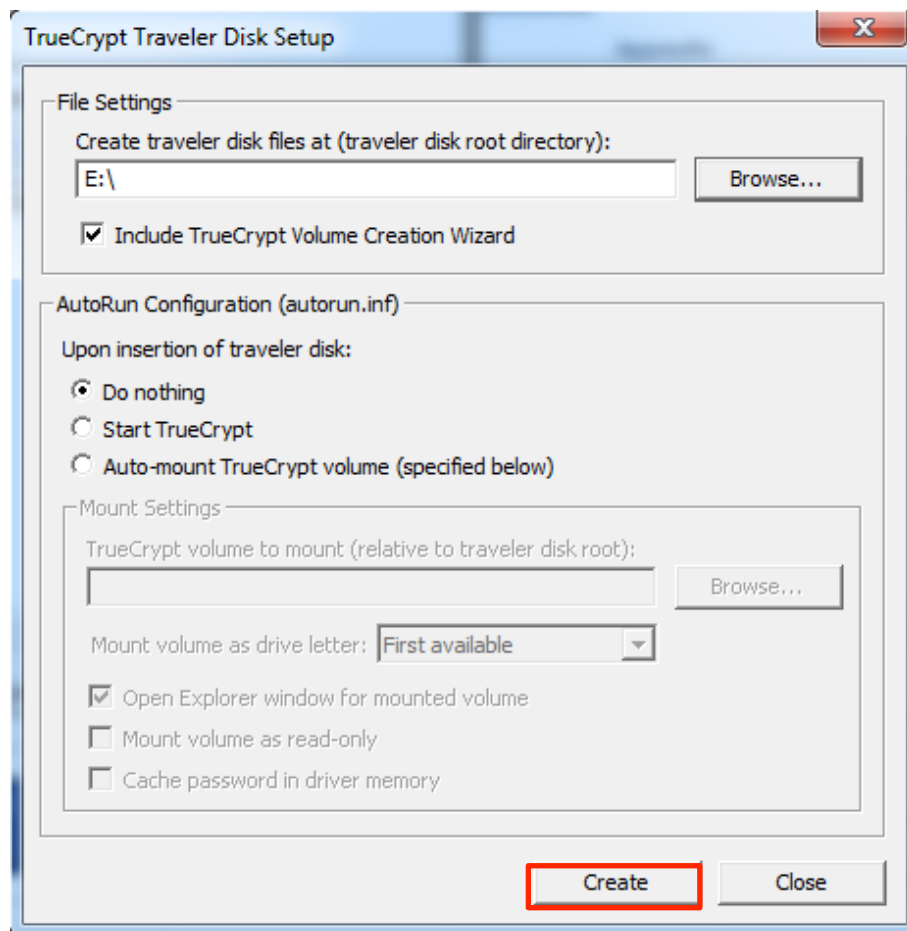 TrueCrypt Traveler Disk Setup
File Settings
Create traveler disk files at (traveler disk root directory):
E:\
Browse...
Include TrueCrypt Volume Creation Wizard
AutoRun Configuration (autorun.inf)
Upon insertion of traveler disk:
Do nothing
Start TrueCrypt
Auto-mount TrueCrypt volume (specified below)
Mount Settings
TrueCrypt volume to mount (relative to traveler disk root):
Browse...
Mount volume as drive letter: First available
Open Explorer window for mounted volume
Mount volume as read-only
Cache password in driver memory
Create Close